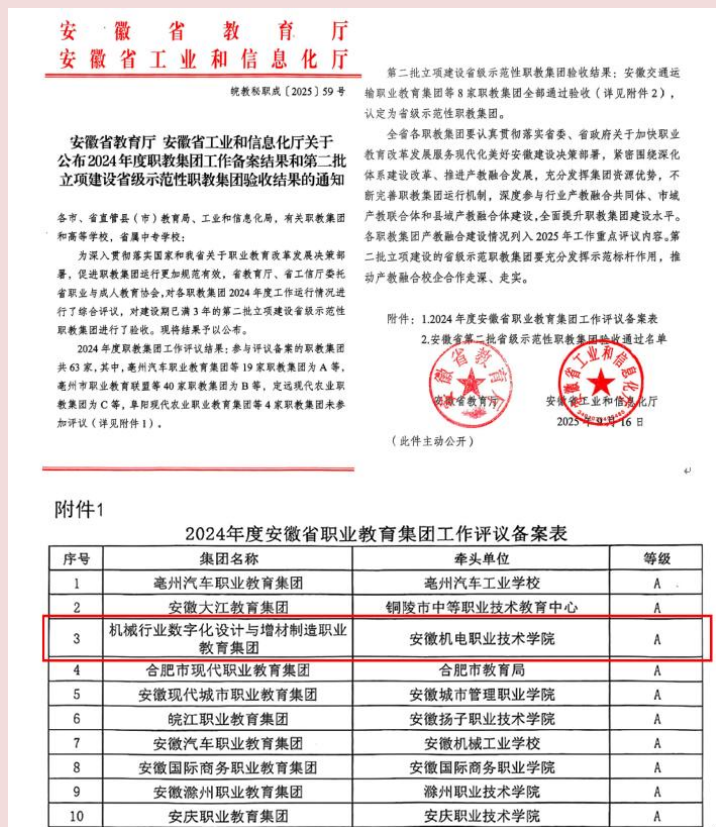 安徽省教育厅
安徽省工业和信息化厅
皖教秘职成〔2025〕59号
安徽省教育厅 安徽省工业和信息化厅关于
公布2024年度职教集团工作备案结果和第二批
立项建设省级示范性职教集团验收结果的通知
各市、省直管县（市）教育局、工业和信息化局，有关职教集团
和高等学校，省属中专学校：
为深入贯彻落实国家和我省关于职业教育改革发展决策部
署，促进职教集团运行更加规范有效，省教育厅、省工信厅委托
省职业与成人教育协会，对各职教集团2024年度工作运行情况进
行了综合评议，对建设期已满3年的第二批立项建设省级示范性
职教集团进行了验收。现将结果予以公布。
2024年度职教集团工作评议结果：参与评议备案的职教集团
共63家，其中，亳州汽车职业教育集团等19家职教集团为A等，
亳州市职业教育联盟等40家职教集团为B等，定远现代农业职
教集团为C等，阜阳现代农业职业教育集团等4家职教集团未参
加评议（详见附件1）。
第二批立项建设省级示范性职教集团验收结果：安徽交通运
输职业教育集团等8家职教集团全部通过验收（详见附件2），
认定为省级示范性职教集团。
全省各职教集团要认真贯彻落实省委、省政府关于加快职业
教育改革发展服务现代化美好安徽建设决策部署，紧密围绕深化
体系建设改革、推进产教融合发展，充分发挥集团资源优势，不
断完善职教集团运行机制，深度参与行业产教融合共同体、市域
产教联合体和县域产教融合体建设，全面提升职教集团建设水平。
各职教集团产教融合建设情况列入2025年工作重点评议内容。第
二批立项建设的省级示范职教集团要充分发挥示范标杆作用，推
动产教融合校企合作走深、走实。
附件：1.2024年度安徽省职业教育集团工作评议备案表
2.安徽省第二批省级示范性职教集团验收通过名单
安徽省教育厅 安徽省工业和信息化厅
2025年9月16日
（此件主动公开）
附件1
2024年度安徽省职业教育集团工作评议备案表
序号 集团名称 牵头单位 等级
1 亳州汽车职业教育集团 亳州汽车工业学校 A
2 安徽大江教育集团 铜陵市中等职业技术教育中心 A
3 机械行业数字化设计与增材制造职业教育集团 安徽机电职业技术学院 A
4 合肥市现代职业教育集团 合肥市教育局 A
5 安徽现代城市职业教育集团 安徽城市管理职业学院 A
6 皖江职业教育集团 安徽扬子职业技术学院 A
7 安徽汽车职业教育集团 安徽机械工业学校 A
8 安徽国际商务职业教育集团 安徽国际商务职业学院 A
9 安徽滁州职业教育集团 滁州职业技术学院 A
10 安庆职业教育集团 安庆职业技术学院 A